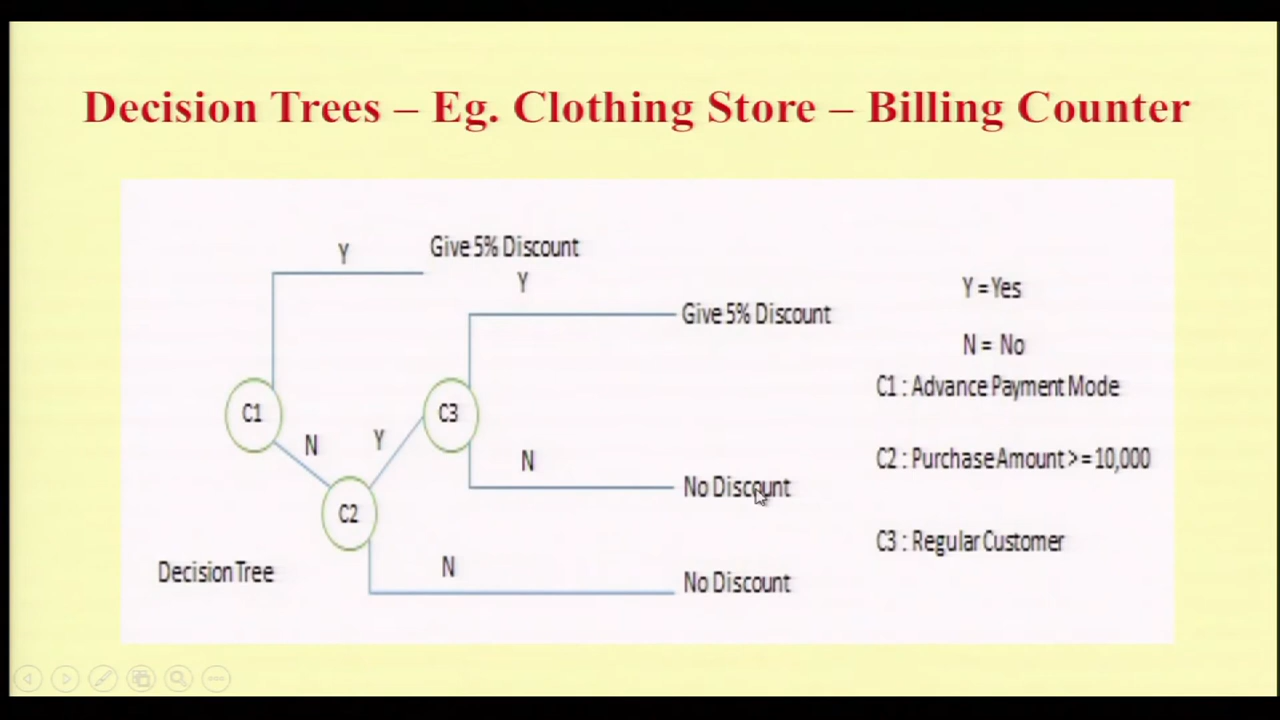 Decision Trees – Eg. Clothing Store – Billing Counter
Y
Give 5% Discount
Y
Give 5% Discount
Y = Yes
N = No
C1
C3
C1 : Advance Payment Mode
N
Y
N
C2 : Purchase Amount >= 10,000
No Discount
C2
C3 : Regular Customer
Decision Tree
N
No Discount